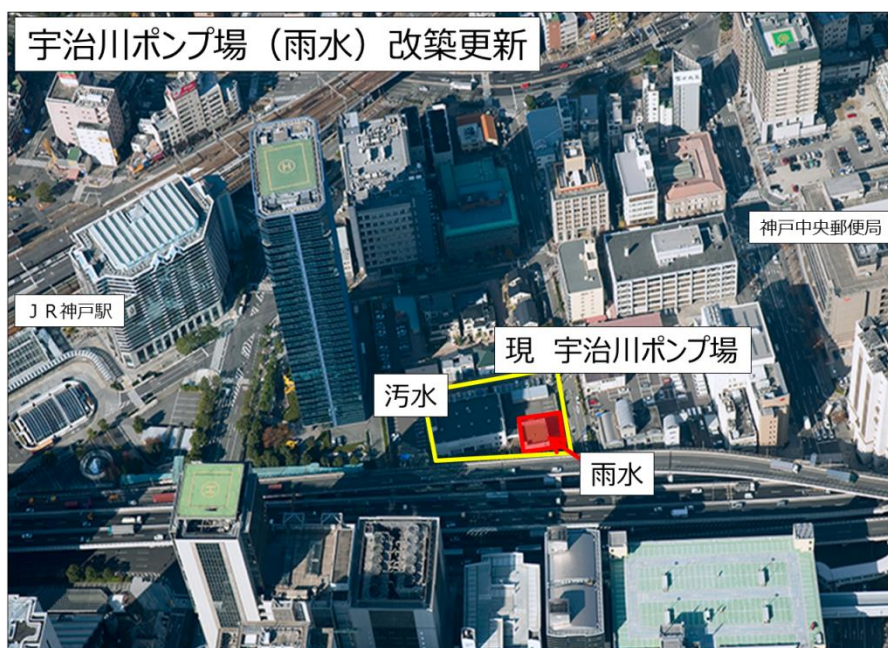 宇治川ポンプ場（雨水）改築更新
神戸中央郵便局
ＪＲ神戸駅
現　宇治川ポンプ場
汚水
雨水